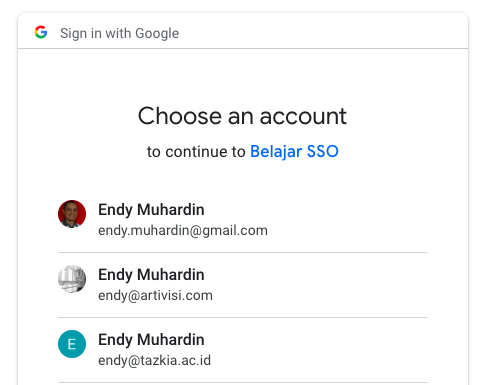 Sign in with Google
Choose an account
to continue to Belajar SSO
Endy Muhardin
endy.muhardin@gmail.com
Endy Muhardin
endy@artivisi.com
E
Endy Muhardin
endy@tazkia.ac.id